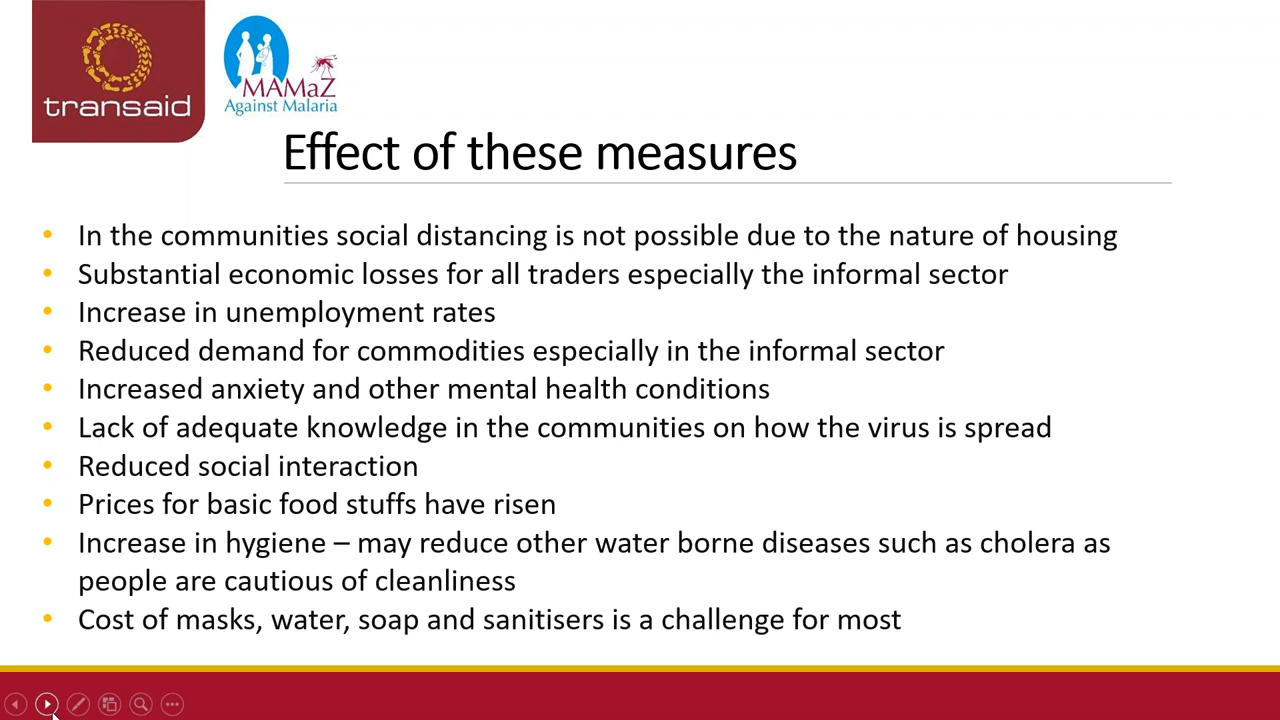 transaid
MAMaZ
Against Malaria
Effect of these measures
• In the communities social distancing is not possible due to the nature of housing
• Substantial economic losses for all traders especially the informal sector
• Increase in unemployment rates
• Reduced demand for commodities especially in the informal sector
• Increased anxiety and other mental health conditions
• Lack of adequate knowledge in the communities on how the virus is spread
• Reduced social interaction
• Prices for basic food stuffs have risen
• Increase in hygiene – may reduce other water borne diseases such as cholera as
people are cautious of cleanliness
• Cost of masks, water, soap and sanitisers is a challenge for most